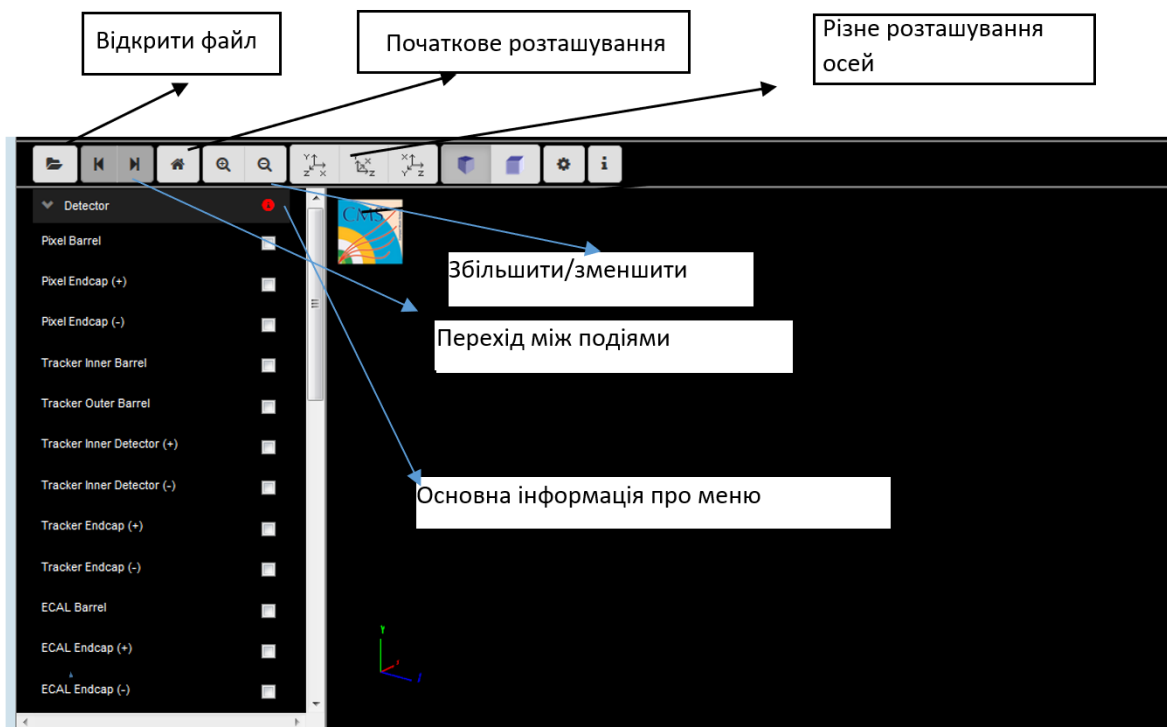 Відкрити файл
Початкове розташування
Різне розташування
осей
Y
Z X
Y X
Z
X
Y Z
i
Detector
CMS
Pixel Barrel
Pixel Endcap (+)
Pixel Endcap (-)
Tracker Inner Barrel
Tracker Outer Barrel
Tracker Inner Detector (+)
Tracker Inner Detector (-)
Tracker Endcap (+)
Tracker Endcap (-)
ECAL Barrel
ECAL Endcap (+)
ECAL Endcap (-)
Збільшити/зменшити
Перехід між подіями
Основна інформація про меню
Y